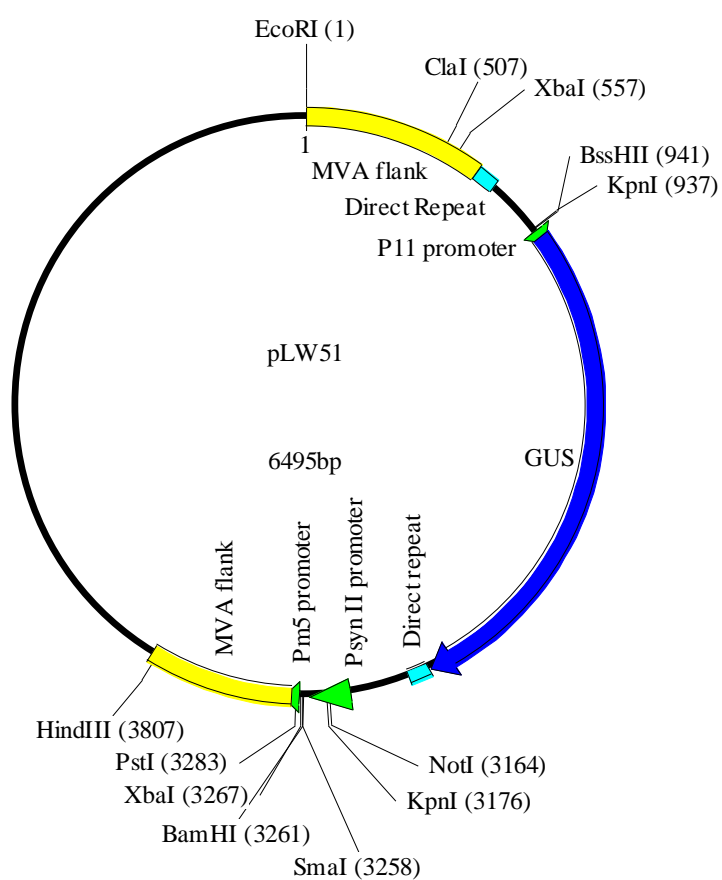 EcoRI (1)
ClaI (507)
XbaI (557)
1
MVA flank
BssHII (941)
KpnI (937)
Direct Repeat
P11 promoter
pLW51
6495bp
GUS
MVA flank
Pm5 promoter
Psyn II promoter
Direct repeat
HindIII (3807)
PstI (3283)
NotI (3164)
XbaI (3267)
KpnI (3176)
BamHI (3261)
SmaI (3258)